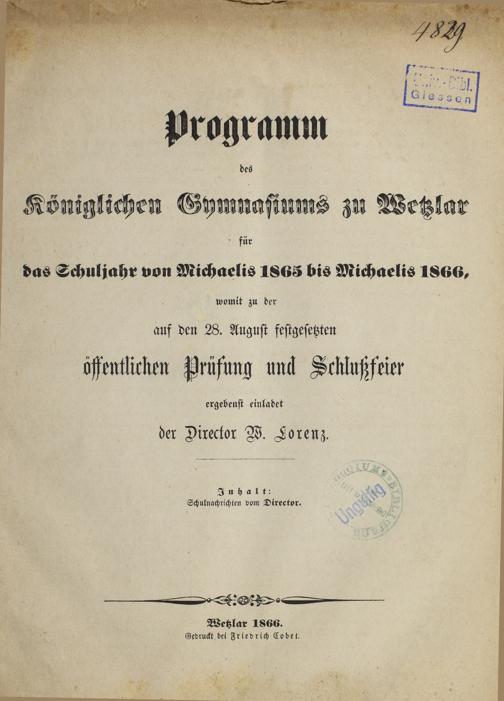 4829
Univ.-Bibl.
Giessen
Programm
des
Königlichen Gymnasiums zu Wetzlar
für
das Schuljahr von Michaelis 1865 bis Michaelis 1866,
womit zu der
auf den 28. August festgesetzten
öffentlichen Prüfung und Schlußfeier
ergebenst einladet
der Director W. Lorenz.
Inhalt:
Schulnachrichten vom Director.
Ungültig
Wetzlar 1866.
Gedruckt bei Friedrich Cobet.